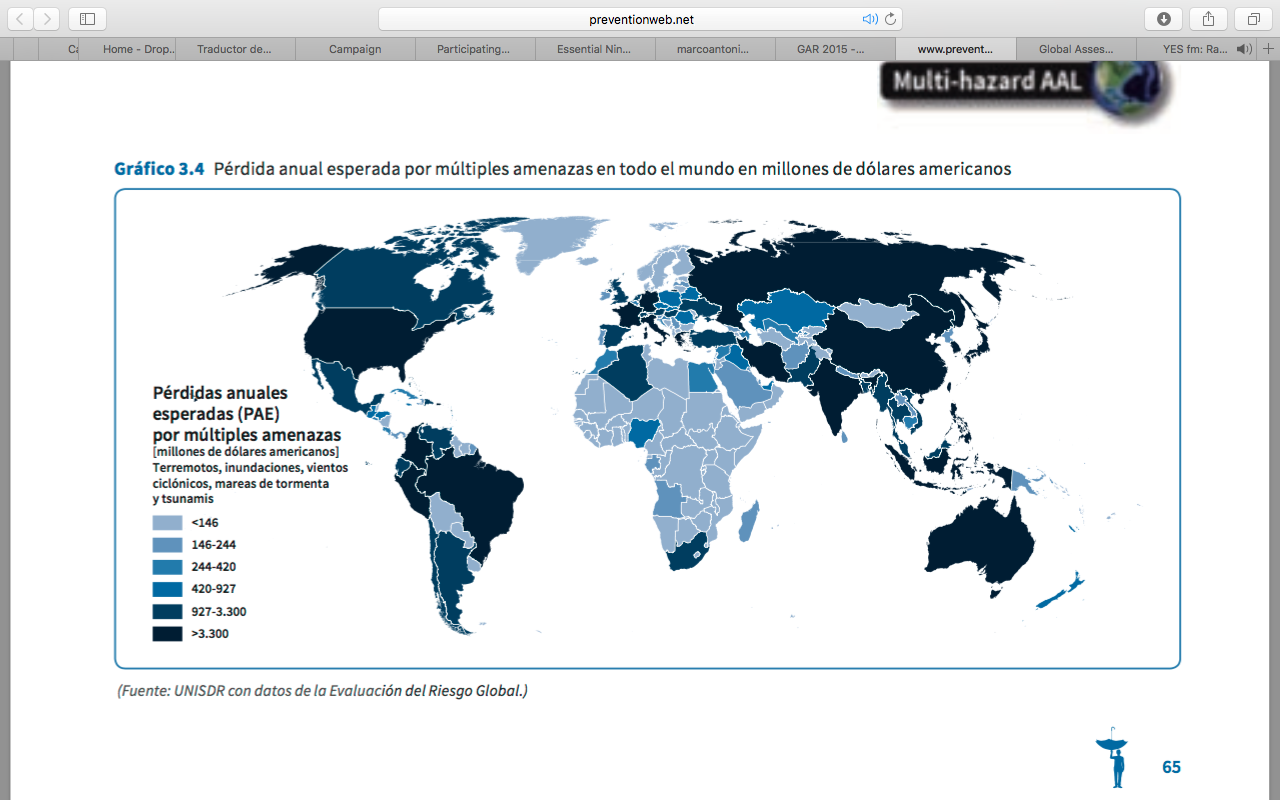 preventionweb.net
Ca
Home - Drop...
Traductor de...
Campaign
Participating...
Essential Nin...
marcoantoni...
GAR 2015 -...
www.prevent...
Global Asses...
YES fm: Ra...
Multi-hazard AAL
Gráfico 3.4 Pérdida anual esperada por múltiples amenazas en todo el mundo en millones de dólares americanos
Pérdidas anuales
esperadas (PAE)
por múltiples amenazas
[millones de dólares americanos]
Terremotos, inundaciones, vientos
ciclónicos, mareas de tormenta
y tsunamis
<146
146-244
244-420
420-927
927-3.300
>3.300
(Fuente: UNISDR con datos de la Evaluación del Riesgo Global.)
65